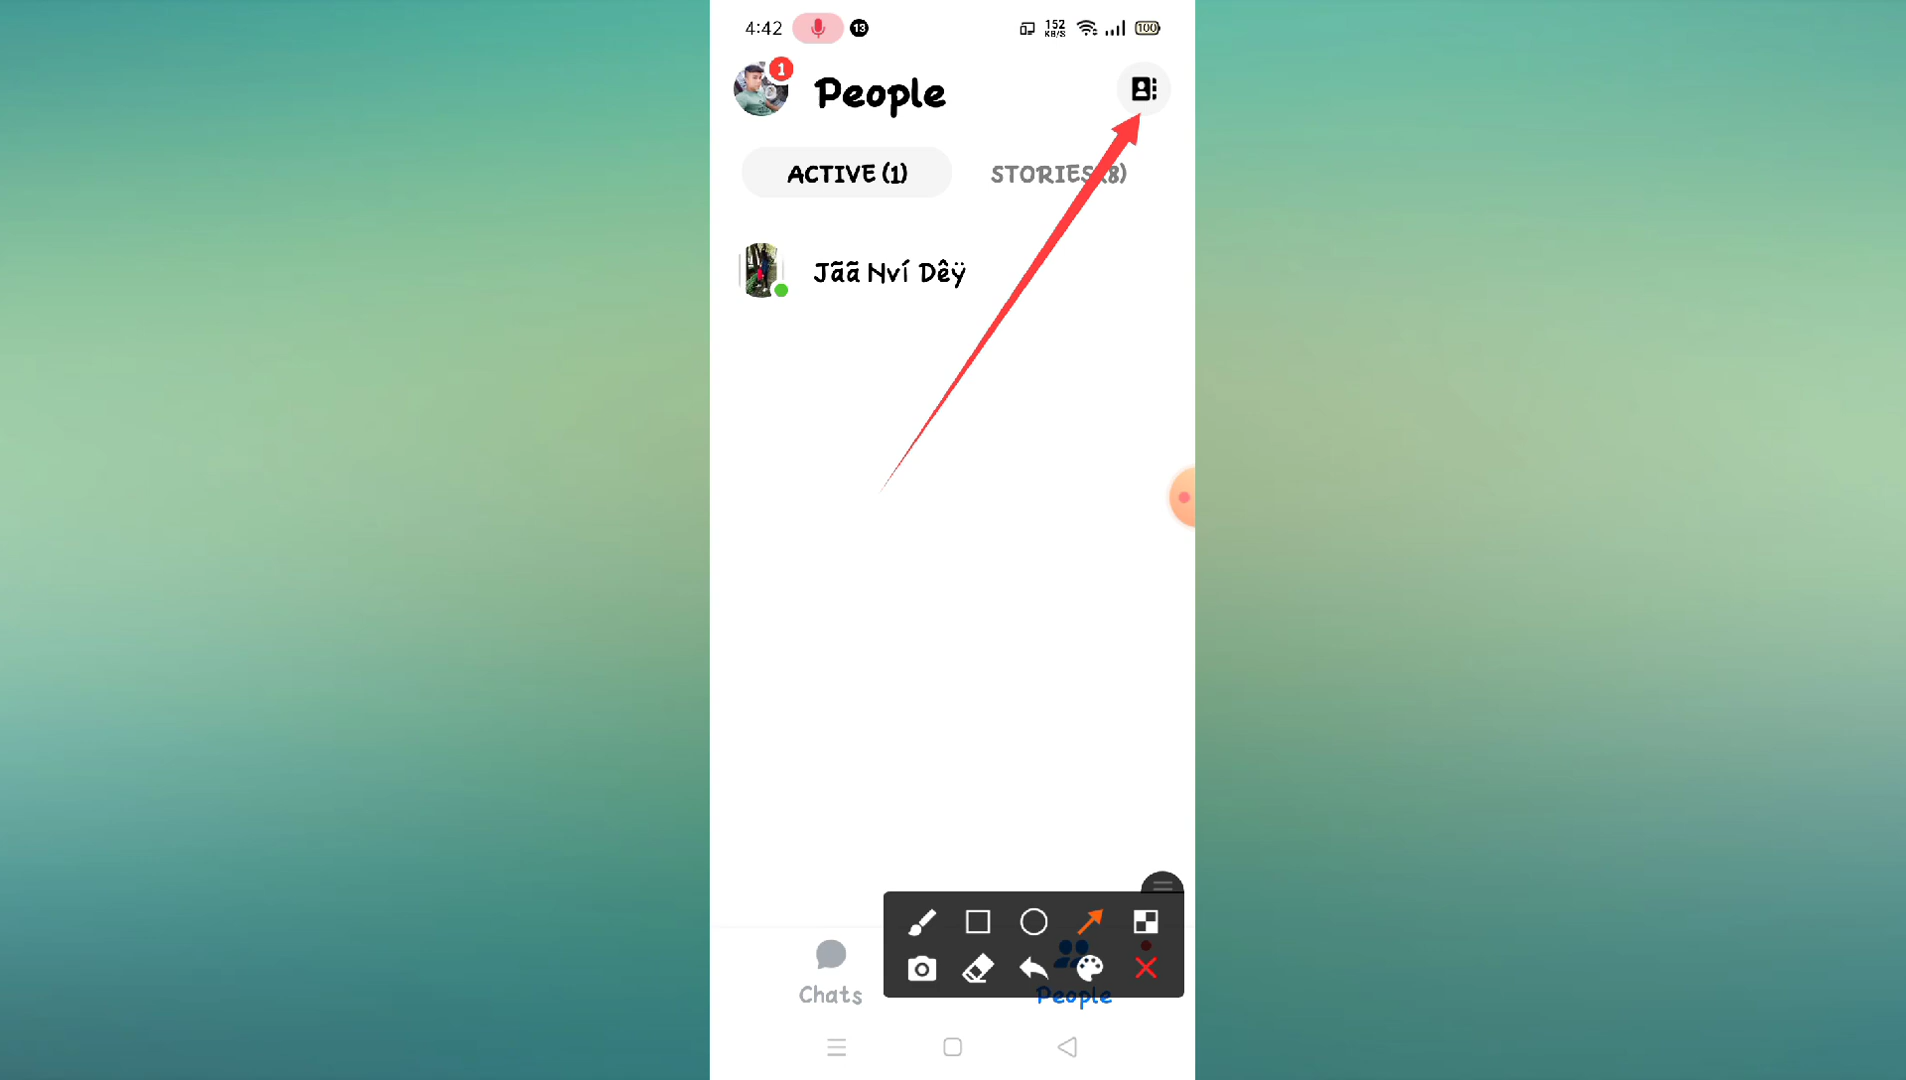 4:42 13 152 KB/S 100
1
People
ACTIVE (1) STORIES (8)
Jãã Nví Dêÿ
Chats People